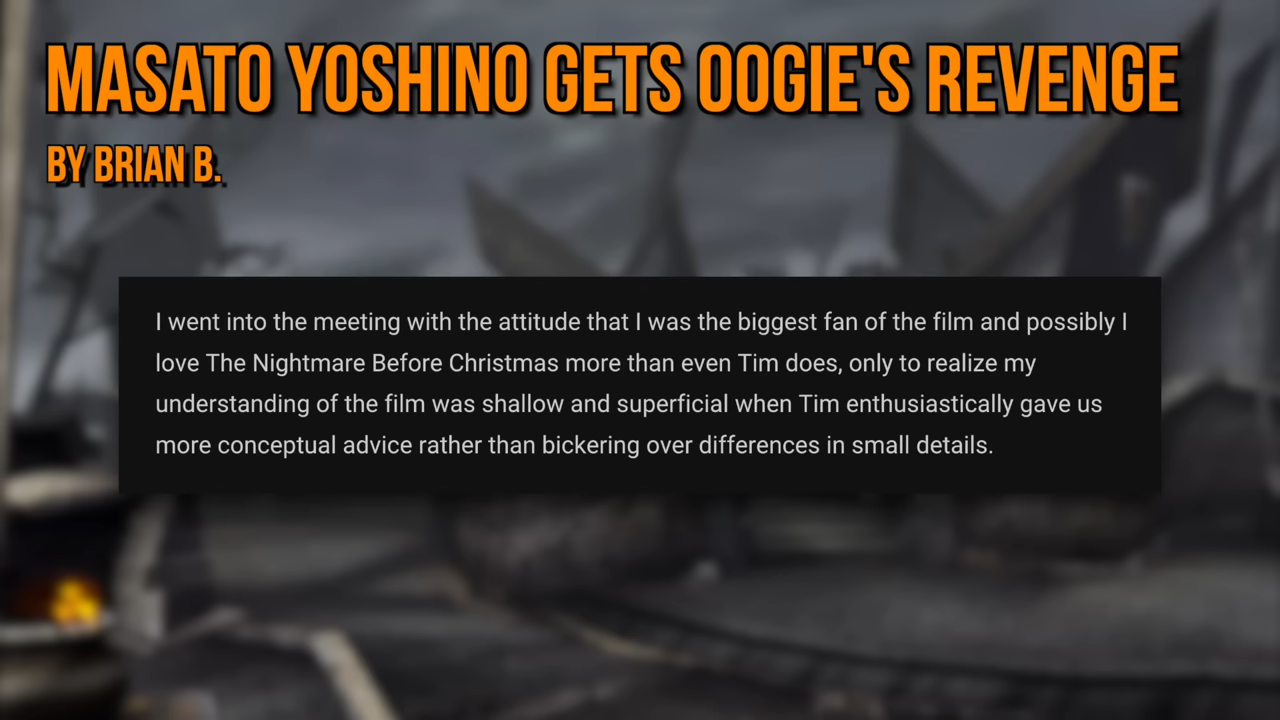 MASATO YOSHINO GETS OOGIE'S REVENGE
BY BRIAN B.
I went into the meeting with the attitude that I was the biggest fan of the film and possibly I
love The Nightmare Before Christmas more than even Tim does, only to realize my
understanding of the film was shallow and superficial when Tim enthusiastically gave us
more conceptual advice rather than bickering over differences in small details.